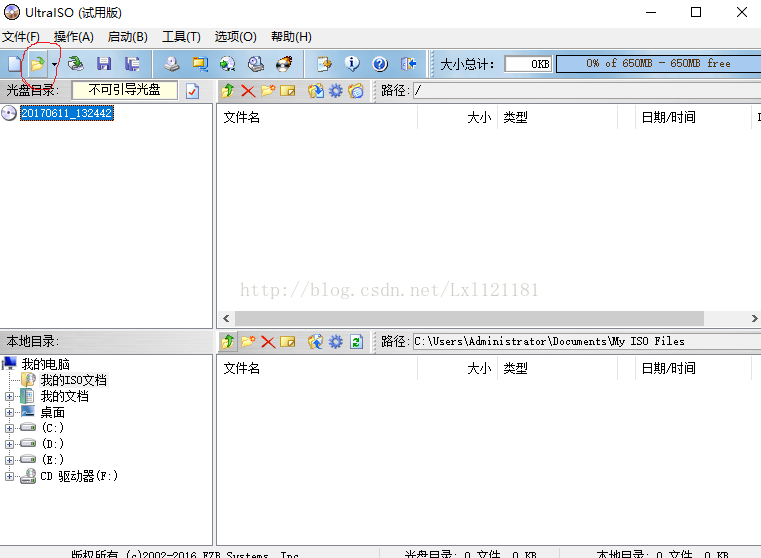 UltraISO (试用版)
文件(F) 操作(A) 启动(B) 工具(T) 选项(O) 帮助(H)
大小总计: 0KB 0% of 650MB - 650MB free
光盘目录: 不可引导光盘 路径: /
20170611_132442
文件名 大小 类型 日期/时间
http://blog.csdn.net/Lxl121181
本地目录: 路径: C:\Users\Administrator\Documents\My ISO Files
我的电脑
文件名 大小 类型 日期/时间
我的ISO文档
我的文档
桌面
(C:)
(D:)
(E:)
CD 驱动器(F:)
版权所有 (c)2002-2016 EZB Systems, Inc. 光盘目录: 0 文件, 0 KB 本地目录: 0 文件, 0 KB